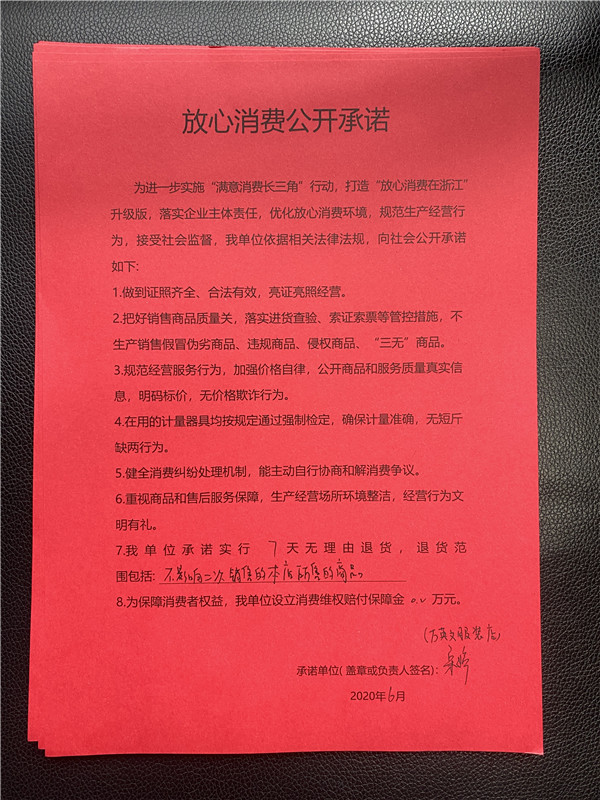 放心消费公开承诺
为进一步实施“满意消费长三角”行动，打造“放心消费在浙江”
升级版，落实企业主体责任，优化放心消费环境，规范生产经营行
为，接受社会监督，我单位依据相关法律法规，向社会公开承诺
如下:
1.做到证照齐全、合法有效，亮证亮照经营。
2.把好销售商品质量关，落实进货查验、索证索票等管控措施，不
生产销售假冒伪劣商品、违规商品、侵权商品、“三无”商品。
3.规范经营服务行为，加强价格自律，公开商品和服务质量真实信
息，明码标价，无价格欺诈行为。
4.在用的计量器具均按规定通过强制检定，确保计量准确，无短斤
缺两行为。
5.健全消费纠纷处理机制，能主动自行协商和解消费争议。
6.重视商品和售后服务保障，生产经营场所环境整洁，经营行为文
明有礼。
7.我单位承诺实行 7 天无理由退货，退货范
围包括: 不影响二次销售的本店所售的商品。
8.为保障消费者权益，我单位设立消费维权赔付保障金 万元。
服装店)
承诺单位( 盖章或负责人签名):
2020年6月